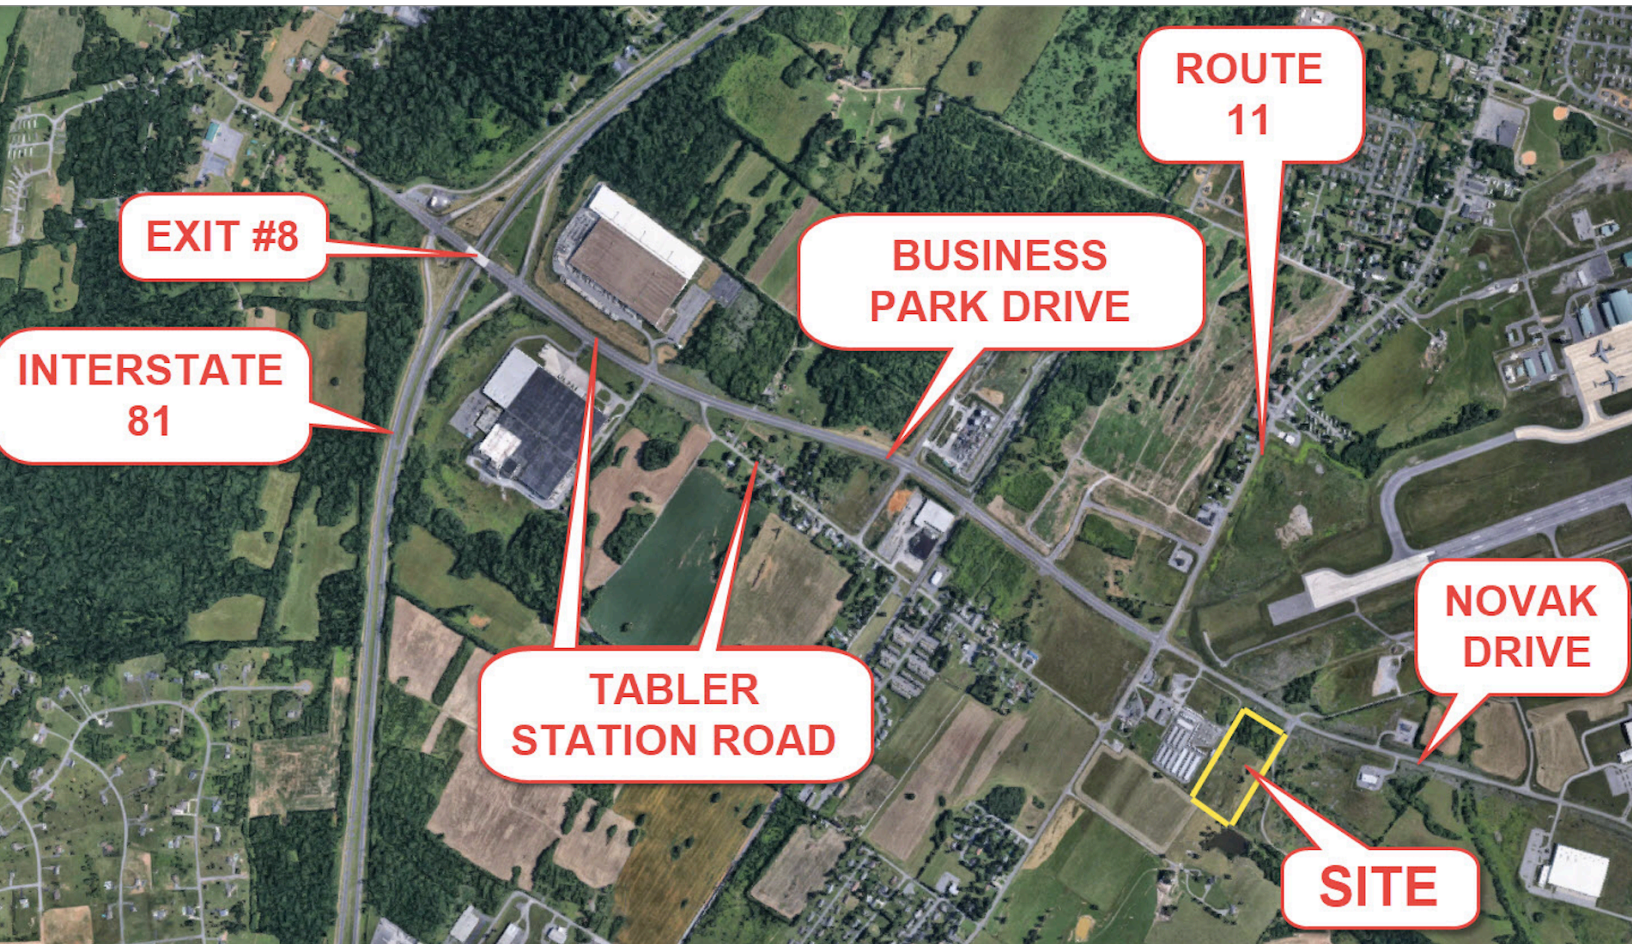 ROUTE
11
EXIT #8
BUSINESS
PARK DRIVE
INTERSTATE
81
NOVAK
DRIVE
TABLER
STATION ROAD
SITE